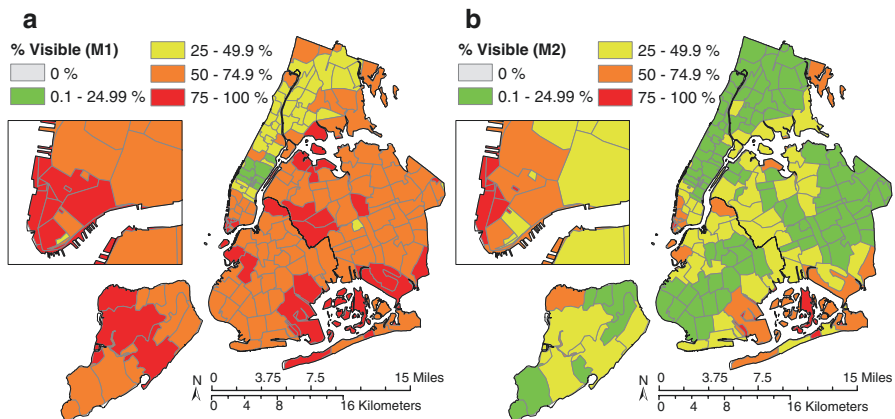 a
% Visible (M1)
0 %
0.1 - 24.99 %
25 - 49.9 %
50 - 74.9 %
75 - 100 %
N
0 3.75 7.5 15 Miles
0 4 8 16 Kilometers
b
% Visible (M2)
0 %
0.1 - 24.99 %
25 - 49.9 %
50 - 74.9 %
75 - 100 %
N
0 3.75 7.5 15 Miles
0 4 8 16 Kilometers